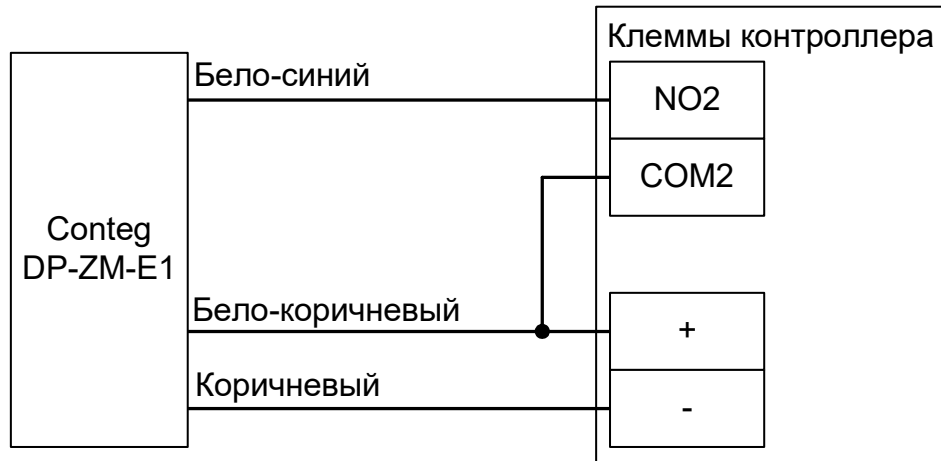 Клеммы контроллера
Бело-синий
NO2
COM2
Conteg
DP-ZM-E1
Бело-коричневый
+
Коричневый
-